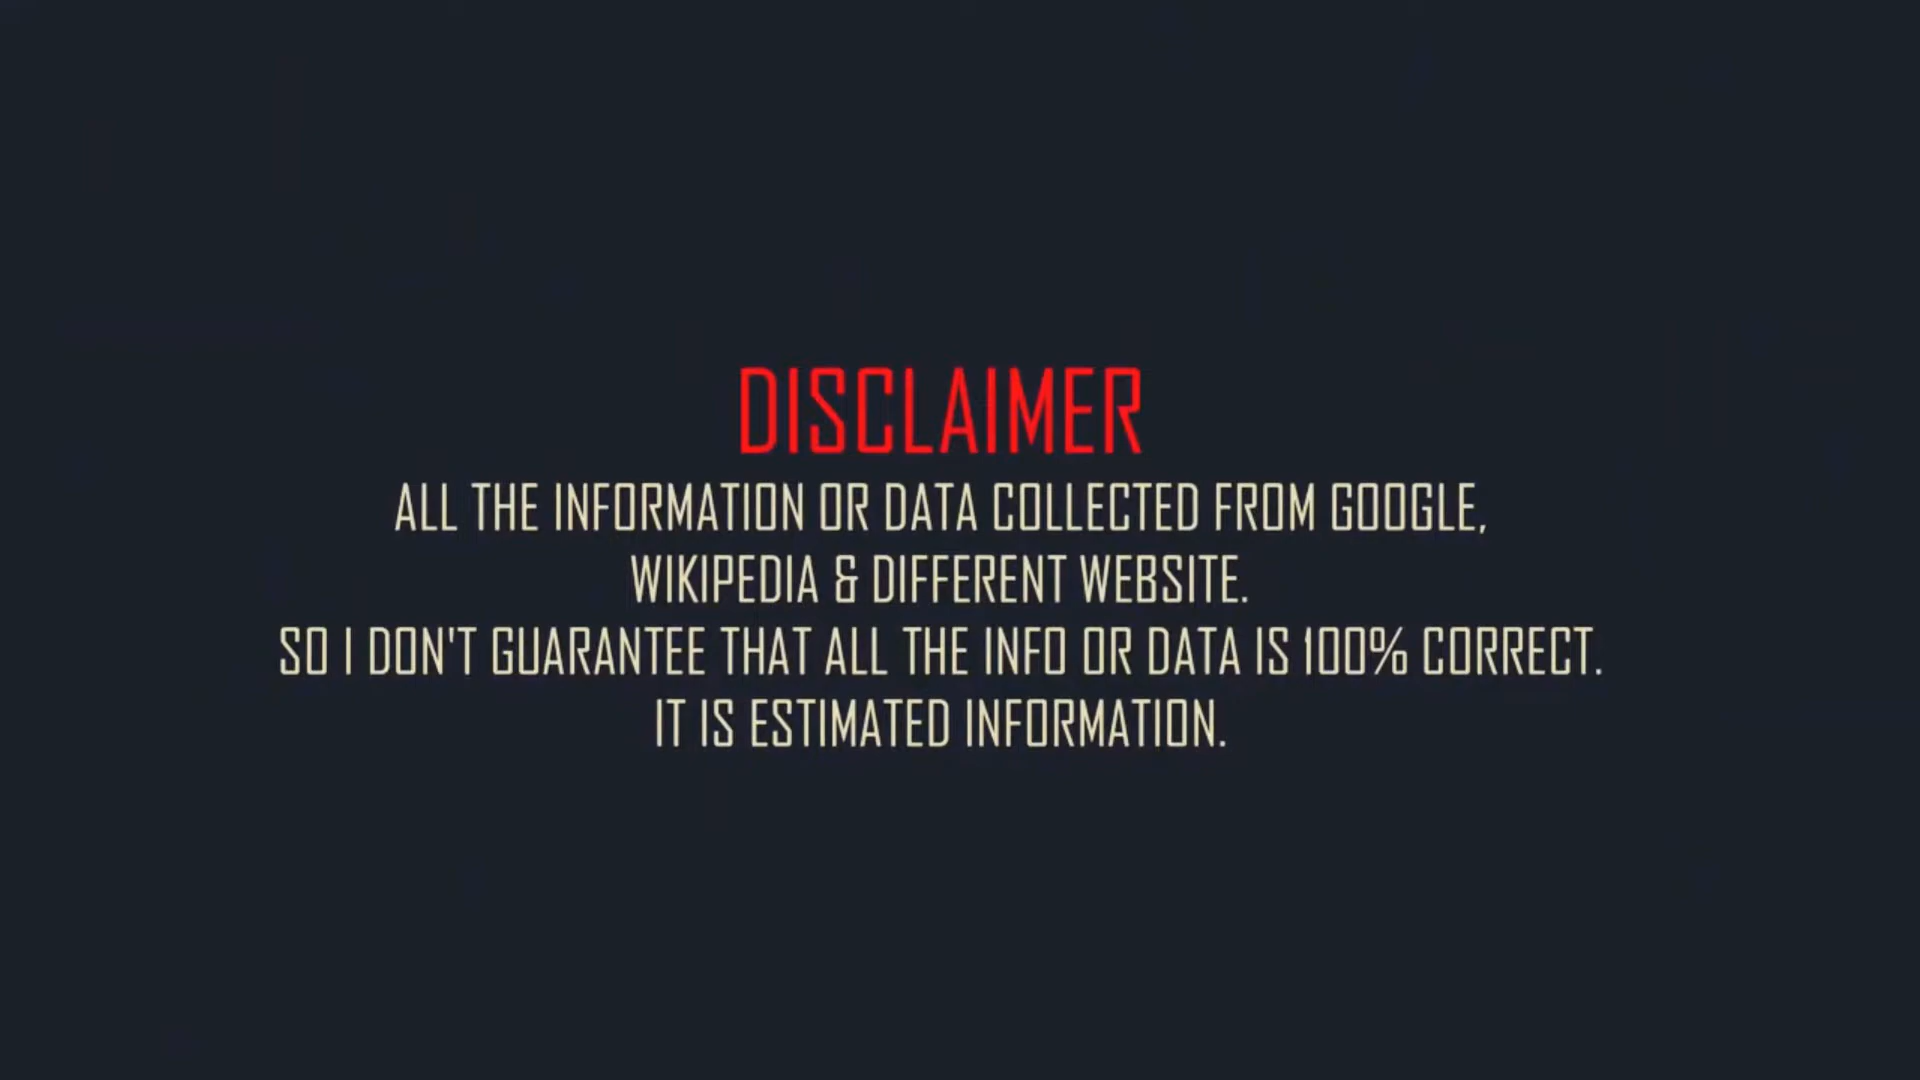 DISCLAIMER
ALL THE INFORMATION OR DATA COLLECTED FROM GOOGLE,
WIKIPEDIA & DIFFERENT WEBSITE.
SO I DON'T GUARANTEE THAT ALL THE INFO OR DATA IS 100% CORRECT.
IT IS ESTIMATED INFORMATION.